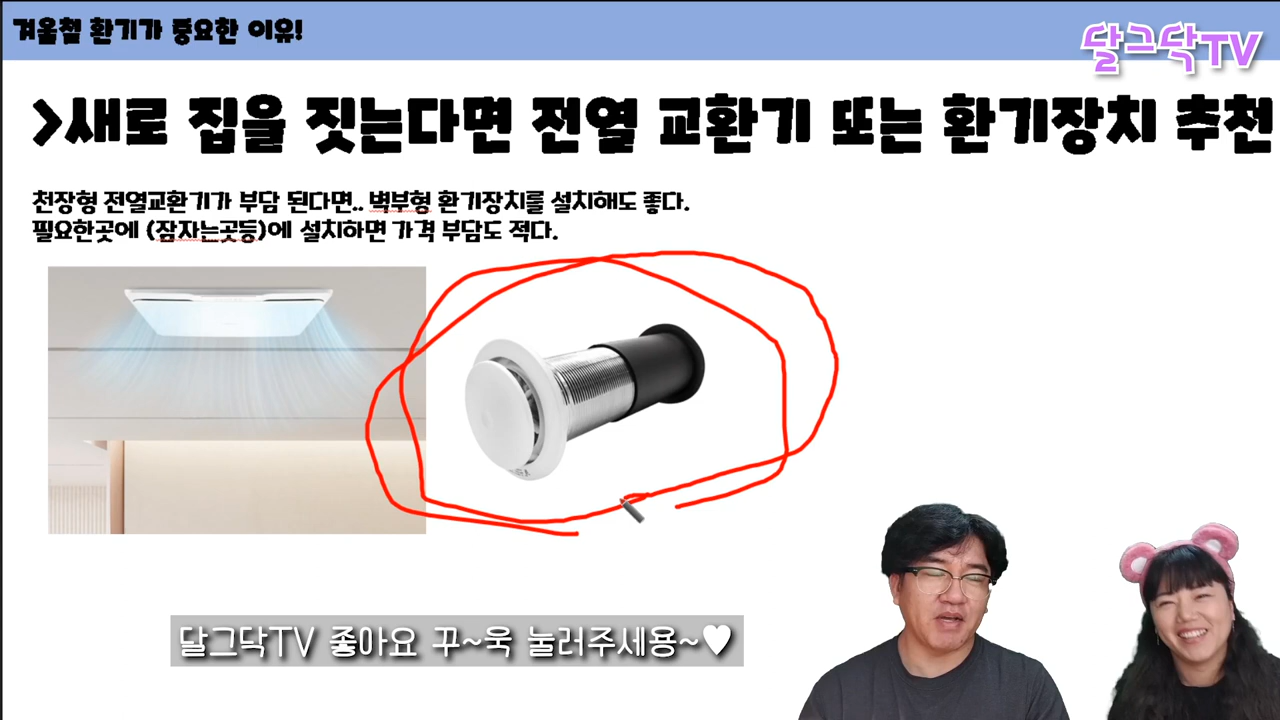 겨울철 환기가 중요한 이유!
달그닥TV
>새로 집을 짓는다면 전열 교환기 또는 환기장치 추천
천장형 전열교환기가 부담 된다면.. 벽부형 환기장치를 설치해도 좋다.
필요한곳에 (잠자는곳등)에 설치하면 가격 부담도 적다.
달그닥TV 좋아요 꾸~욱 눌러주세용~♥